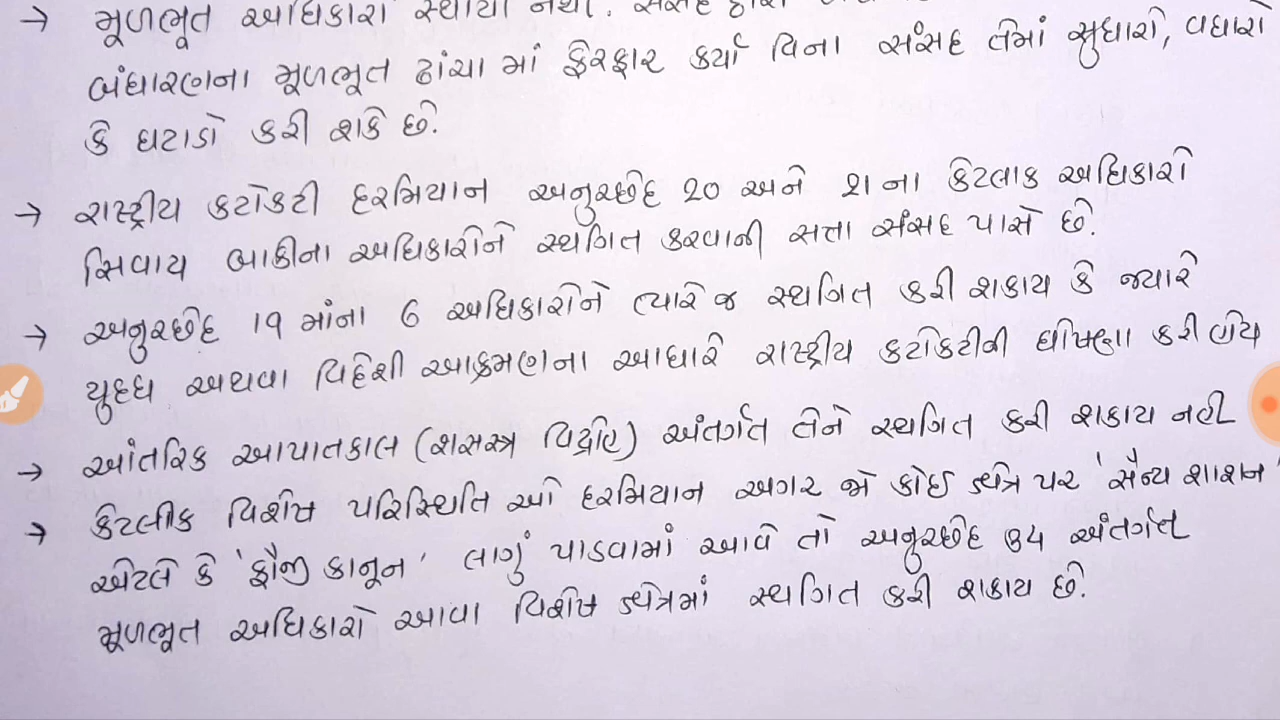 → મૂળભૂત અધિકારો સ્થાયી નથી. સંસદ દ્વારા
બંધારણના મૂળભૂત ઢાંચા માં ફેરફાર કર્યા વિના સંસદ તેમાં સુધારો, વધારો
કે ઘટાડો કરી શકે છે.
→ રાષ્ટ્રીય કટોકટી દરમિયાન અનુચ્છેદ 20 અને 21 ના કેટલાક અધિકારો
સિવાય બાકીના અધિકારોને સ્થગિત કરવાની સત્તા સંસદ પાસે છે.
→ અનુચ્છેદ 19 માંના 6 અધિકારોને ત્યારે જ સ્થગિત કરી શકાય કે જ્યારે
યુધ્ધ અથવા વિદેશી આક્રમણના આધારે રાષ્ટ્રીય કટોકટીની ઘોષણા કરી હોય
→ આંતરિક આપાતકાલ (શસસ્ત્ર વિદ્રોહ) અંતર્ગત તેને સ્થગિત કરી શકાય નહી
→ કેટલીક વિશેષ પરિસ્થિતિ ઓ દરમિયાન અગર જો કોઈ ક્ષેત્ર પર 'સૈન્ય શાશન'
એટલે કે 'ફૌજી કાનૂન' લાગું પાડવામાં આવે તો અનુચ્છેદ 34 અંતર્ગત
મૂળભૂત અધિકારો આવા વિશેષ ક્ષેત્રમાં સ્થગિત કરી શકાય છે.